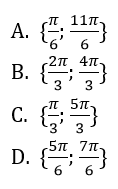 A. {π/6; 11π/6}
B. {2π/3; 4π/3}
C. {π/3; 5π/3}
D. {5π/6; 7π/6}